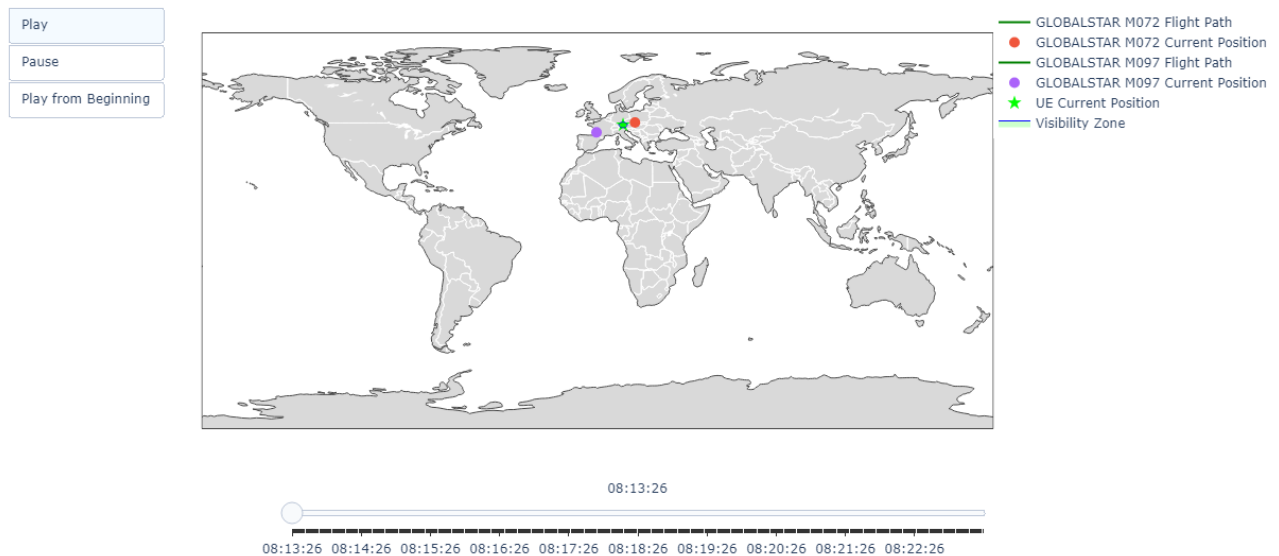 Play
Pause
Play from Beginning
GLOBALSTAR M072 Flight Path
GLOBALSTAR M072 Current Position
GLOBALSTAR M097 Flight Path
GLOBALSTAR M097 Current Position
UE Current Position
Visibility Zone
08:13:26
08:13:26 08:14:26 08:15:26 08:16:26 08:17:26 08:18:26 08:19:26 08:20:26 08:21:26 08:22:26